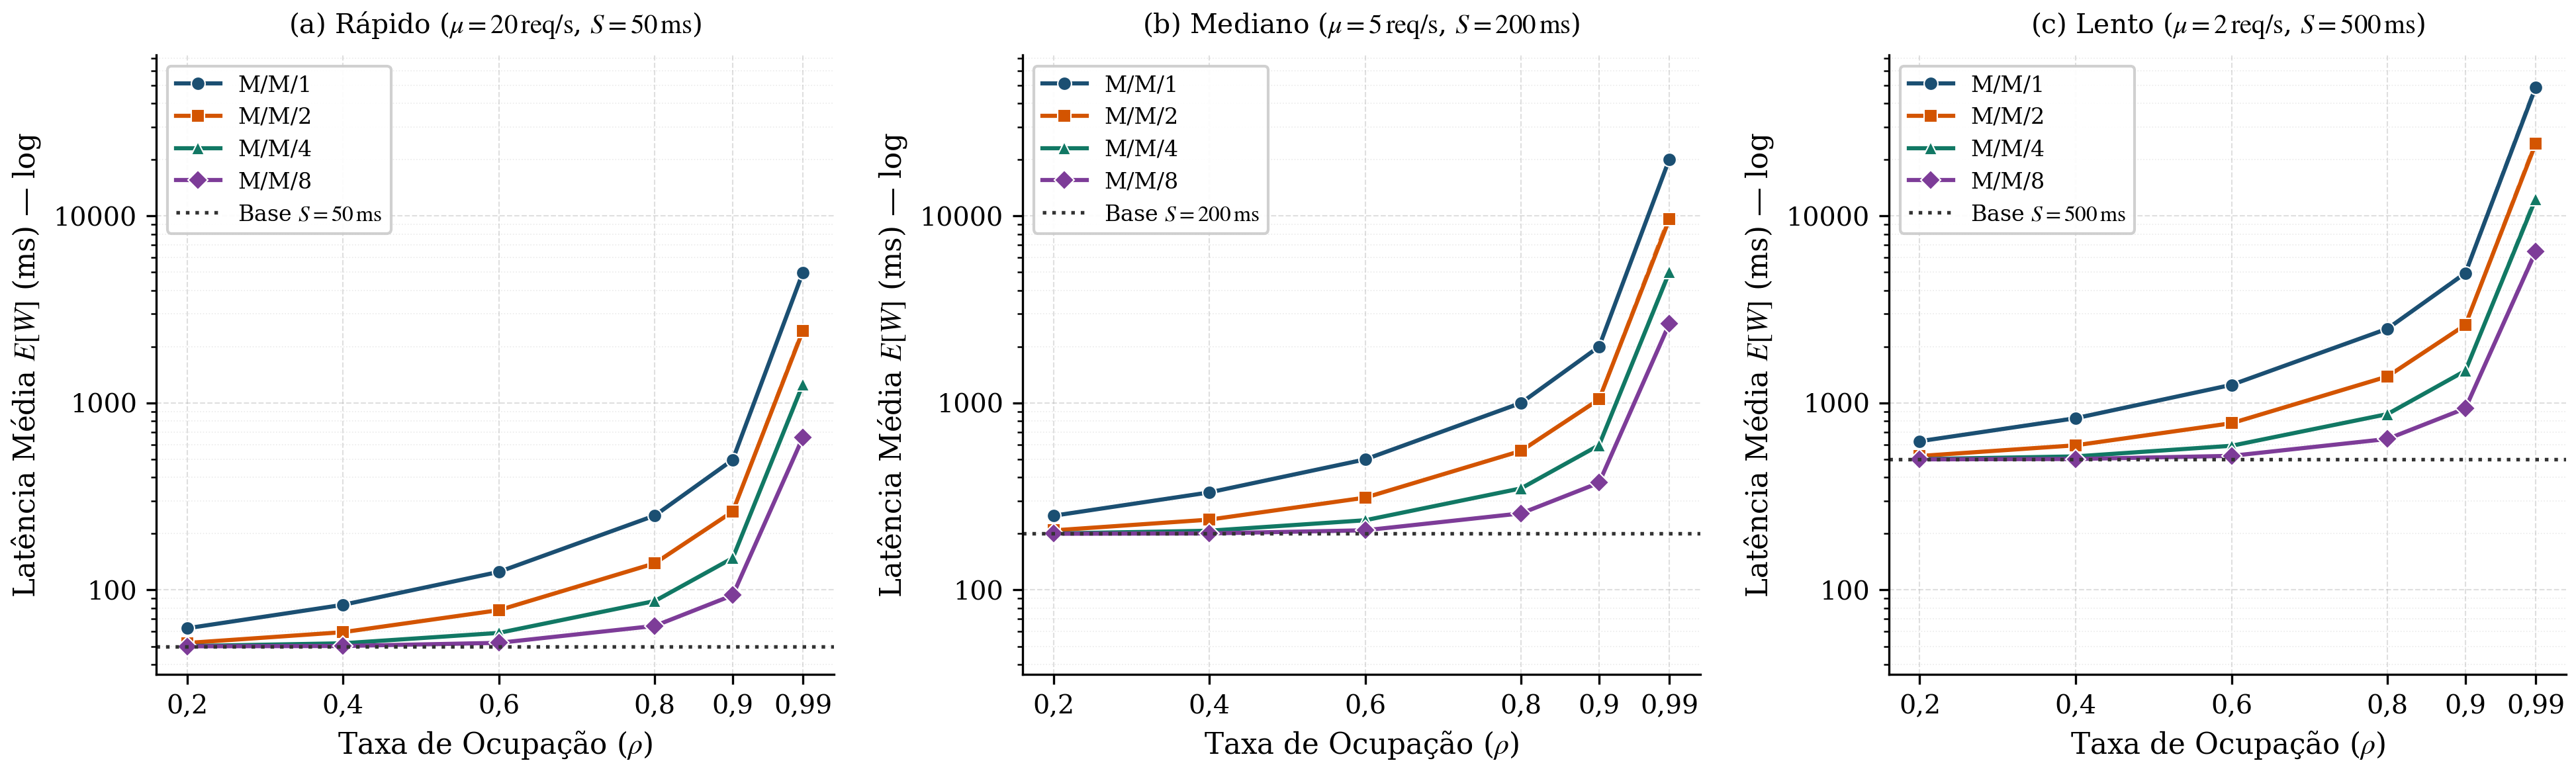 (a) Rápido (μ = 20 req/s, S = 50 ms)
M/M/1
M/M/2
M/M/4
M/M/8
Base S = 50 ms
10000
1000
100
Latência Média E[W] (ms) — log
0,2 0,4 0,6 0,8 0,9 0,99
Taxa de Ocupação (ρ)
(b) Mediano (μ = 5 req/s, S = 200 ms)
M/M/1
M/M/2
M/M/4
M/M/8
Base S = 200 ms
10000
1000
100
Latência Média E[W] (ms) — log
0,2 0,4 0,6 0,8 0,9 0,99
Taxa de Ocupação (ρ)
(c) Lento (μ = 2 req/s, S = 500 ms)
M/M/1
M/M/2
M/M/4
M/M/8
Base S = 500 ms
10000
1000
100
Latência Média E[W] (ms) — log
0,2 0,4 0,6 0,8 0,9 0,99
Taxa de Ocupação (ρ)